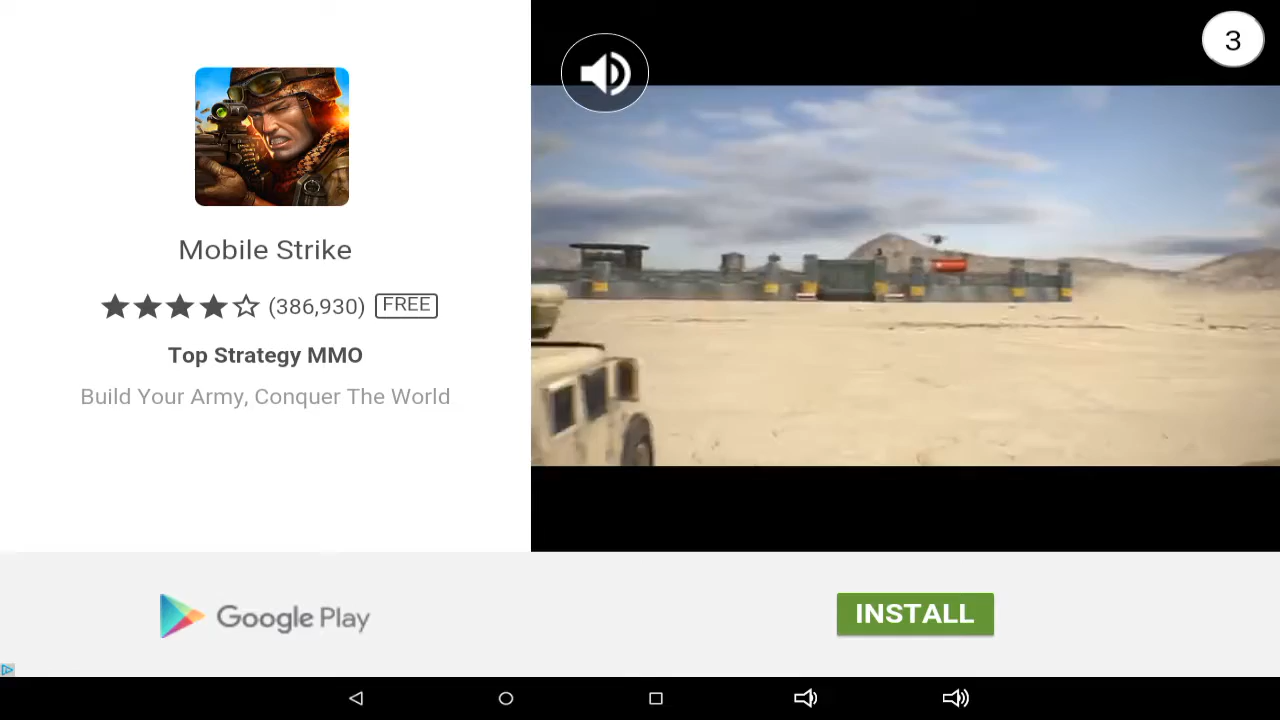 3
Mobile Strike
(386,930) FREE
Top Strategy MMO
Build Your Army, Conquer The World
Google Play
INSTALL